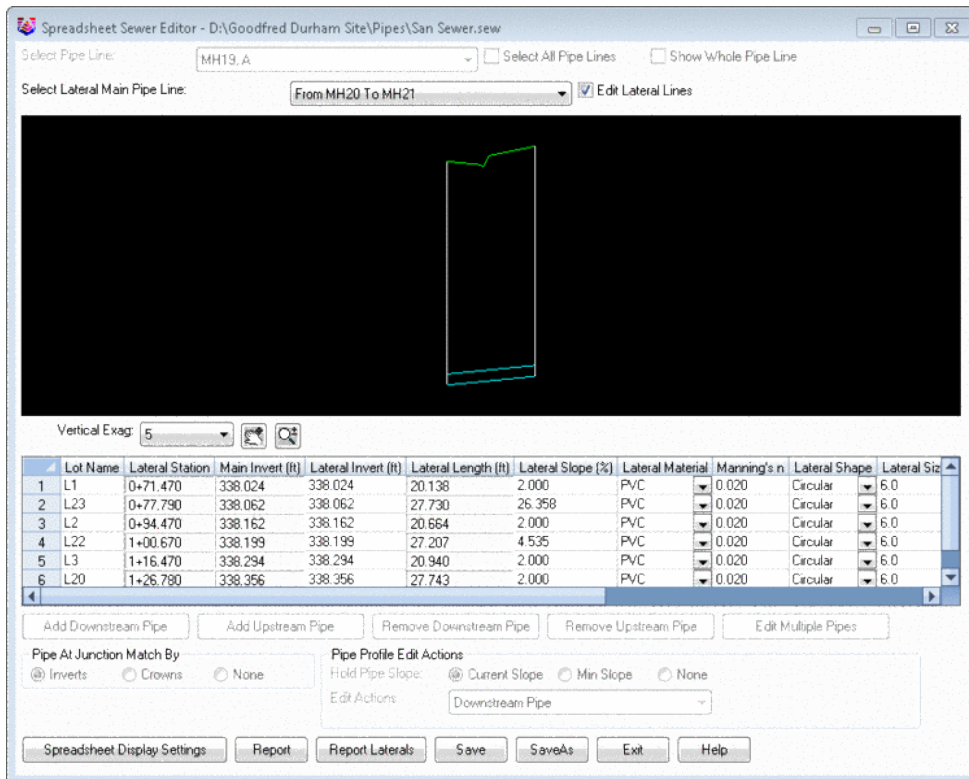 Spreadsheet Sewer Editor - D:\Goodfred Durham Site\Pipes\San Sewer.sew
Select Pipe Line: MH19, A Select All Pipe Lines Show Whole Pipe Line
Select Lateral Main Pipe Line: From MH20 To MH21 Edit Lateral Lines
Vertical Exag: 5
Lot Name Lateral Station Main Invert (ft) Lateral Invert (ft) Lateral Length (ft) Lateral Slope (%) Lateral Material Manning's n Lateral Shape Lateral Siz
1 L1 0+71.470 338.024 338.024 20.138 2.000 PVC 0.020 Circular 6.0
2 L23 0+77.790 338.062 338.062 27.730 26.358 PVC 0.020 Circular 6.0
3 L2 0+94.470 338.162 338.162 20.664 2.000 PVC 0.020 Circular 6.0
4 L22 1+00.670 338.199 338.199 27.207 4.535 PVC 0.020 Circular 6.0
5 L3 1+16.470 338.294 338.294 20.940 2.000 PVC 0.020 Circular 6.0
6 L20 1+26.780 338.356 338.356 27.743 2.000 PVC 0.020 Circular 6.0
Add Downstream Pipe Add Upstream Pipe Remove Downstream Pipe Remove Upstream Pipe Edit Multiple Pipes
Pipe At Junction Match By Pipe Profile Edit Actions
Inverts Crowns None Hold Pipe Slope: Current Slope Min Slope None
Edit Actions Downstream Pipe
Spreadsheet Display Settings Report Report Laterals Save SaveAs Exit Help